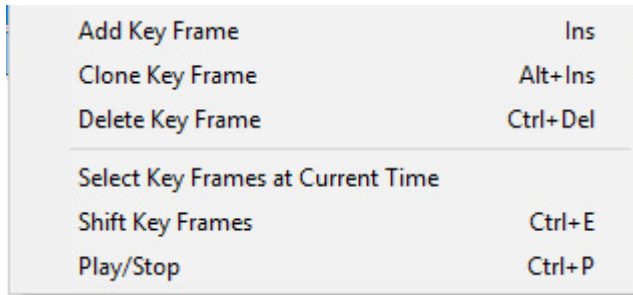 Add Key Frame Ins
Clone Key Frame Alt+Ins
Delete Key Frame Ctrl+Del
Select Key Frames at Current Time
Shift Key Frames Ctrl+E
Play/Stop Ctrl+P